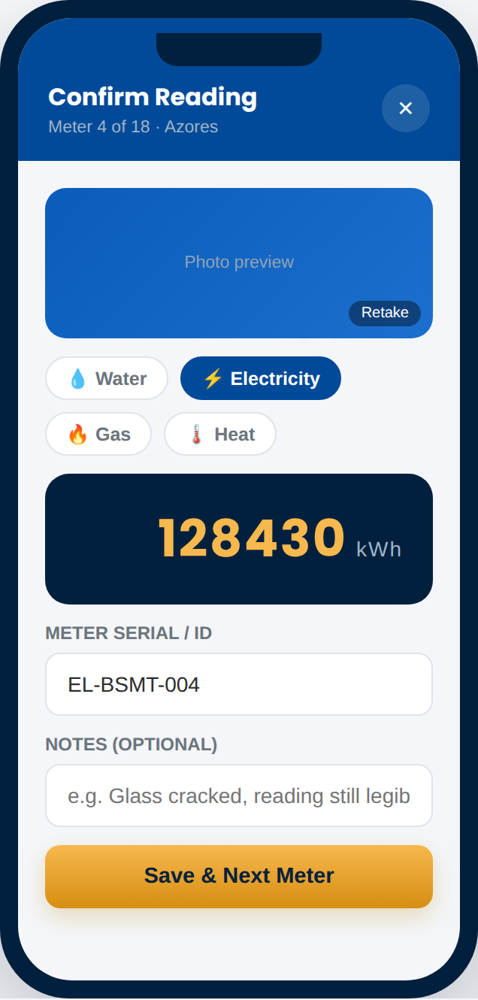 Confirm Reading
Meter 4 of 18 · Azores
✕
Photo preview
Retake
💧 Water
⚡ Electricity
🔥 Gas
🌡️ Heat
128430 kWh
METER SERIAL / ID
EL-BSMT-004
NOTES (OPTIONAL)
e.g. Glass cracked, reading still legib
Save & Next Meter